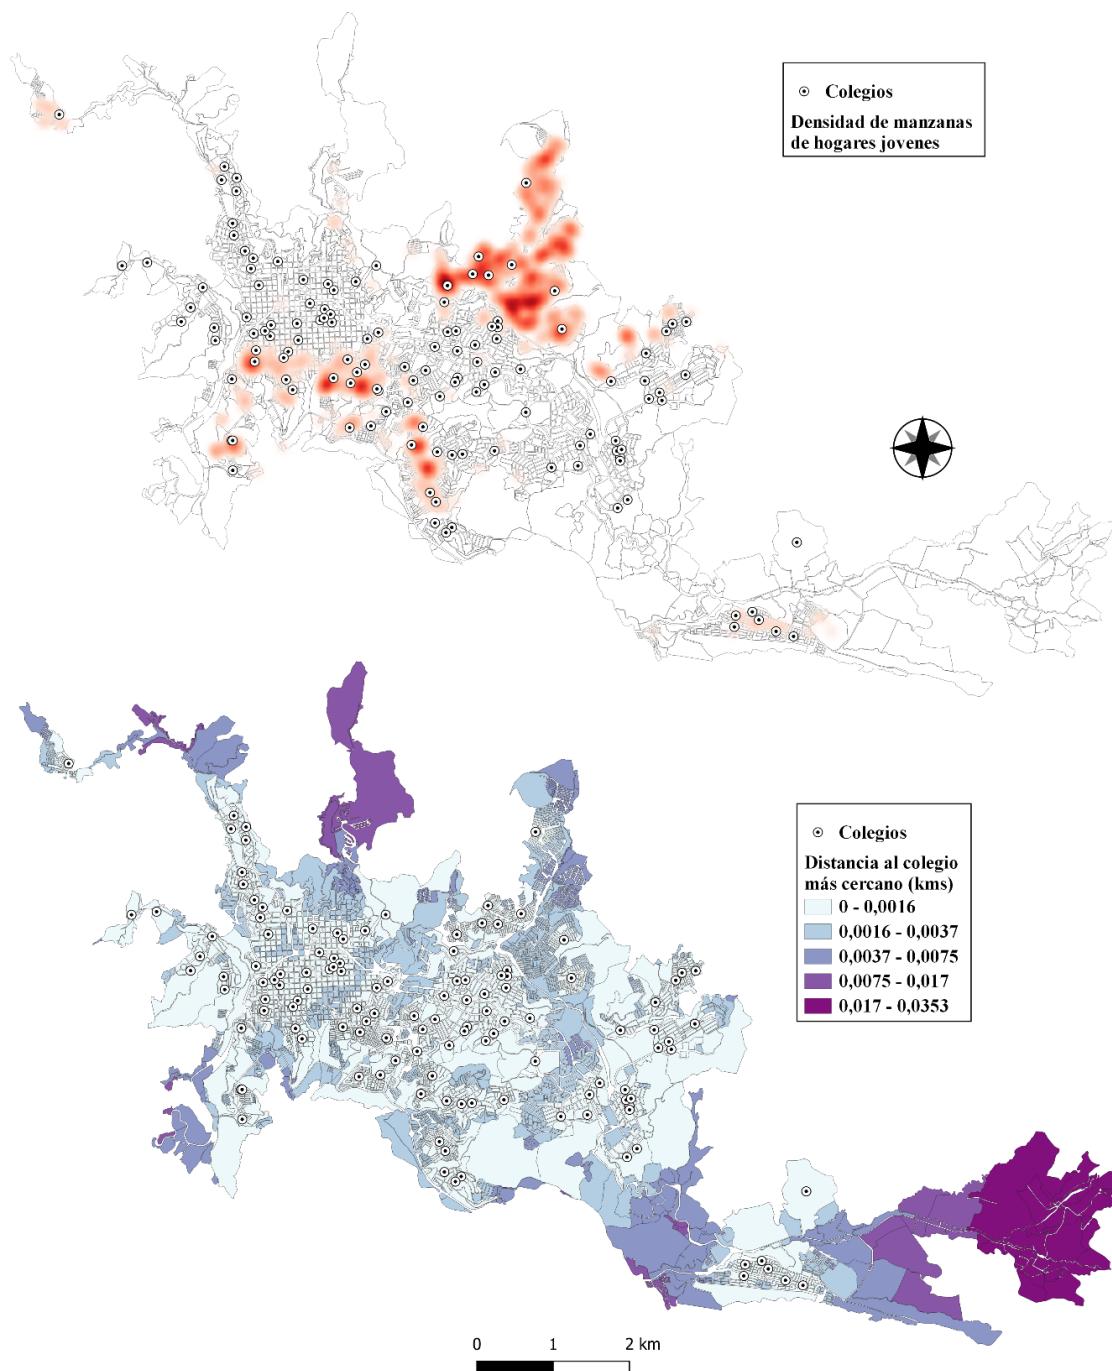 Colegios
Densidad de manzanas
de hogares jovenes
Colegios
Distancia al colegio
más cercano (kms)
0 - 0,0016
0,0016 - 0,0037
0,0037 - 0,0075
0,0075 - 0,017
0,017 - 0,0353
0 1 2 km